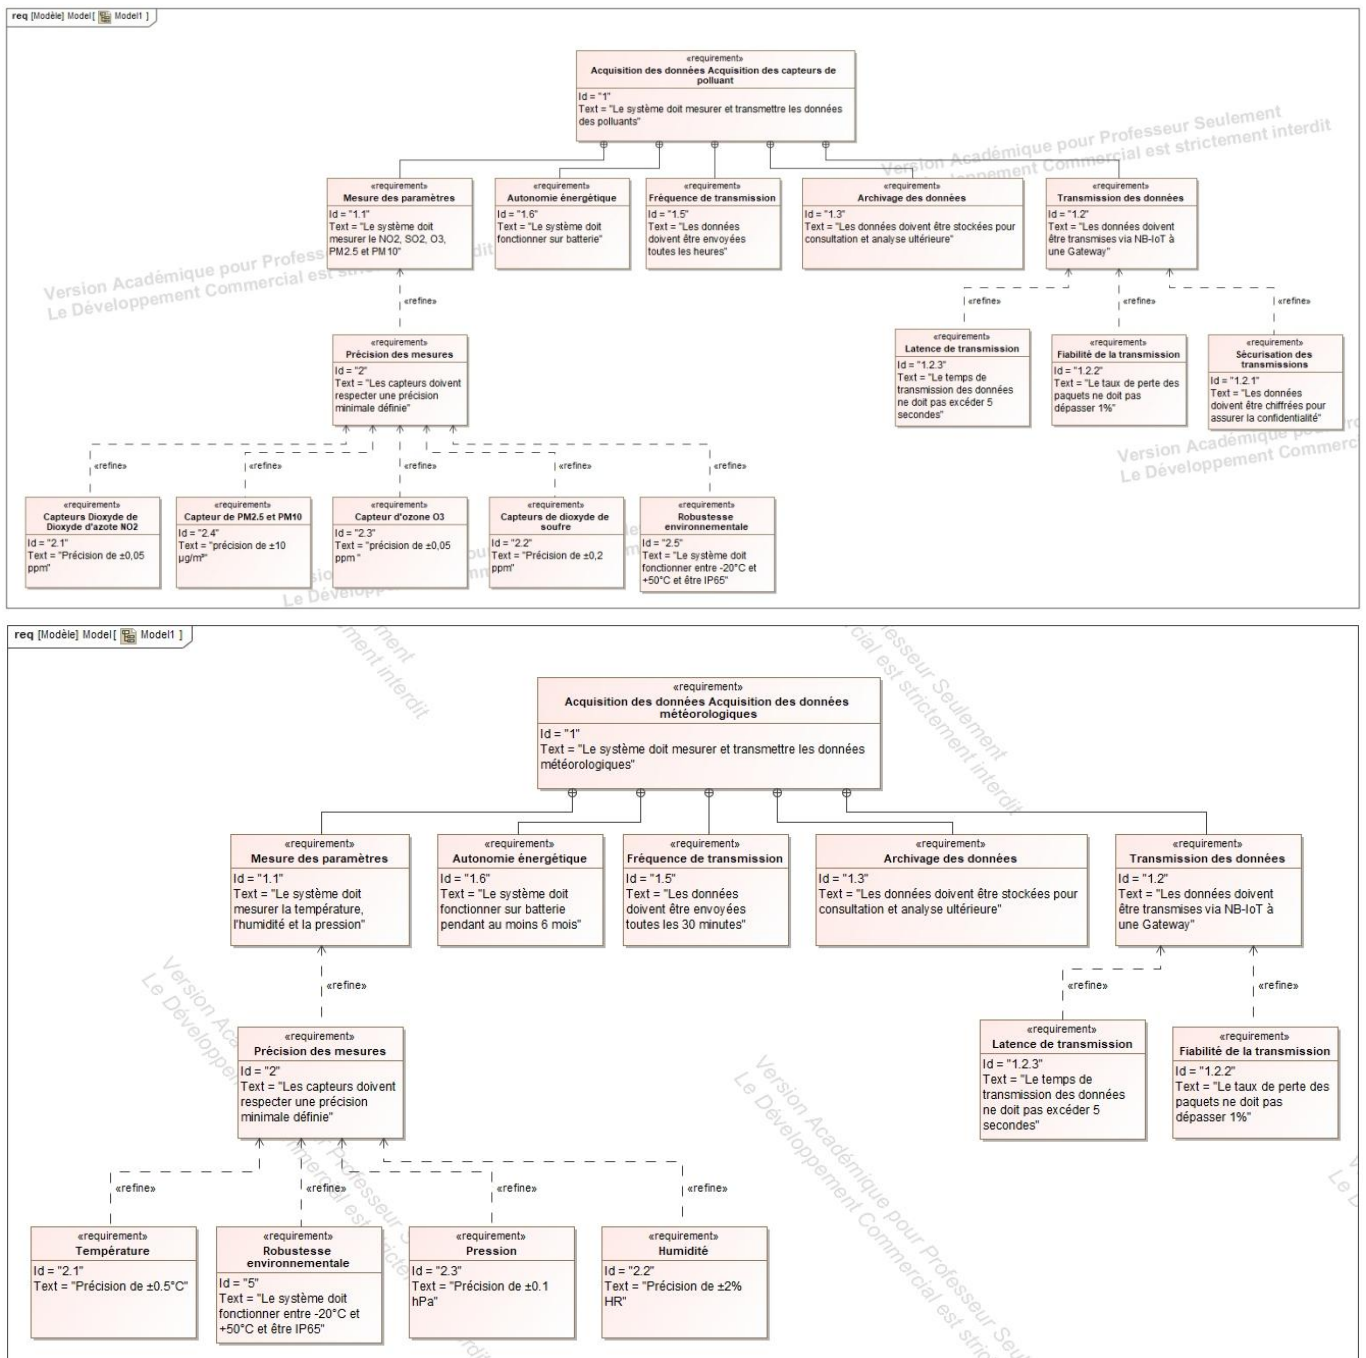 req [Modèle] Model [ Model1 ]
«requirement»
Acquisition des données Acquisition des capteurs de
polluant
Id = "1"
Text = "Le système doit mesurer et transmettre les données
des polluants"
Version Académique pour Professeur Seulement
«requirement»
Mesure des paramètres
Id = "1.1"
Text = "Le système doit
mesurer le NO2, SO2, O3,
PM2.5 et PM10"
«requirement»
Autonomie énergétique
Id = "1.6"
Text = "Le système doit
fonctionner sur batterie"
«requirement»
Fréquence de transmission
Id = "1.5"
Text = "Les données
doivent être envoyées
toutes les heures"
«requirement»
Archivage des données
Id = "1.3"
Text = "Les données doivent être stockées pour
consultation et analyse ultérieure"
«requirement»
Transmission des données
Id = "1.2"
Text = "Les données doivent
être transmises via NB-IoT à
une Gateway"
«refine»
«refine»
«refine»
«refine»
«requirement»
Précision des mesures
Id = "2"
Text = "Les capteurs doivent
respecter une précision
minimale définie"
«requirement»
Latence de transmission
Id = "1.2.3"
Text = "Le temps de
transmission des données
ne doit pas excéder 5
secondes"
«requirement»
Fiabilité de la transmission
Id = "1.2.2"
Text = "Le taux de perte des
paquets ne doit pas
dépasser 1%"
«requirement»
Sécurisation des
transmissions
Id = "1.2.1"
Text = "Les données
doivent être chiffrées pour
assurer la confidentialité"
«refine»
«refine»
«refine»
«refine»
«refine»
«requirement»
Capteurs Dioxyde de
Dioxyde d'azote NO2
Id = "2.1"
Text = "Précision de ±0,05
ppm"
«requirement»
Capteur de PM2.5 et PM10
Id = "2.4"
Text = "précision de ±10
µg/m³"
«requirement»
Capteur d'ozone O3
Id = "2.3"
Text = "précision de ±0,05
ppm "
«requirement»
Capteurs de dioxyde de
soufre
Id = "2.2"
Text = "Précision de ±0,2
ppm"
«requirement»
Robustesse
environnementale
Id = "2.5"
Text = "Le système doit
fonctionner entre -20°C et
+50°C et être IP65"
req [Modèle] Model [ Model1 ]
«requirement»
Acquisition des données Acquisition des données
météorologiques
Id = "1"
Text = "Le système doit mesurer et transmettre les données
météorologiques"
«requirement»
Mesure des paramètres
Id = "1.1"
Text = "Le système doit
mesurer la température,
l'humidité et la pression"
«requirement»
Autonomie énergétique
Id = "1.6"
Text = "Le système doit
fonctionner sur batterie
pendant au moins 6 mois"
«requirement»
Fréquence de transmission
Id = "1.5"
Text = "Les données
doivent être envoyées
toutes les 30 minutes"
«requirement»
Archivage des données
Id = "1.3"
Text = "Les données doivent être stockées pour
consultation et analyse ultérieure"
«requirement»
Transmission des données
Id = "1.2"
Text = "Les données doivent
être transmises via NB-IoT à
une Gateway"
«refine»
«refine»
«refine»
«requirement»
Précision des mesures
Id = "2"
Text = "Les capteurs doivent
respecter une précision
minimale définie"
«requirement»
Latence de transmission
Id = "1.2.3"
Text = "Le temps de
transmission des données
ne doit pas excéder 5
secondes"
«requirement»
Fiabilité de la transmission
Id = "1.2.2"
Text = "Le taux de perte des
paquets ne doit pas
dépasser 1%"
Version Académique pour Professeur Seulement
«refine»
«refine»
«refine»
«refine»
«requirement»
Température
Id = "2.1"
Text = "Précision de ±0.5°C"
«requirement»
Robustesse
environnementale
Id = "5"
Text = "Le système doit
fonctionner entre -20°C et
+50°C et être IP65"
«requirement»
Pression
Id = "2.3"
Text = "Précision de ±0.1
hPa"
«requirement»
Humidité
Id = "2.2"
Text = "Précision de ±2%
HR"